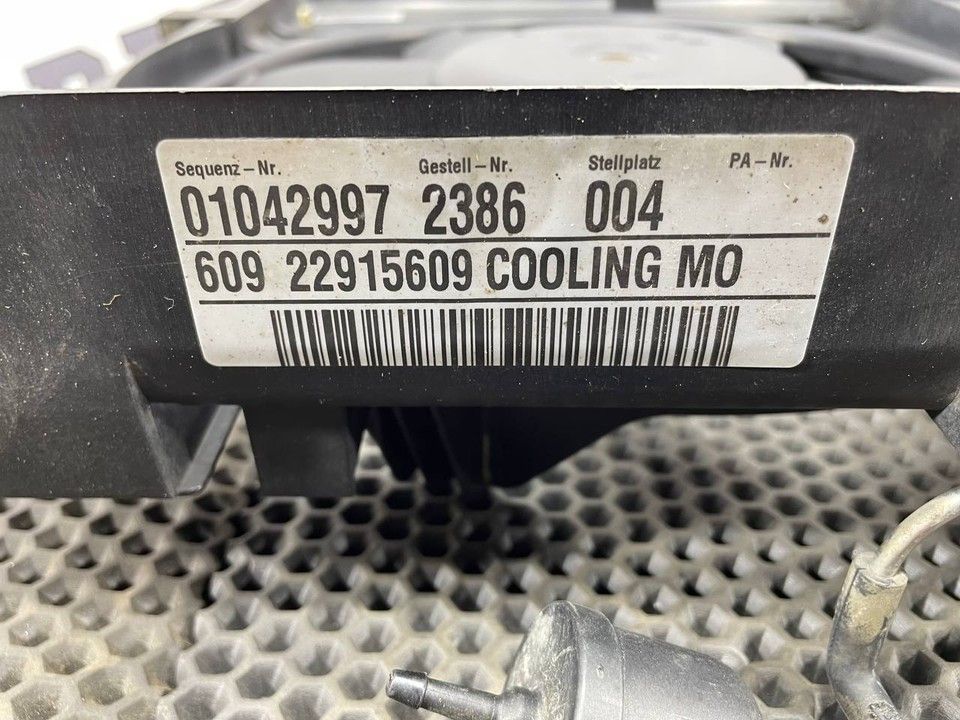 Sequenz-Nr. Gestell-Nr. Stellplatz PA-Nr.
01042997 2386 004
609 22915609 COOLING MO